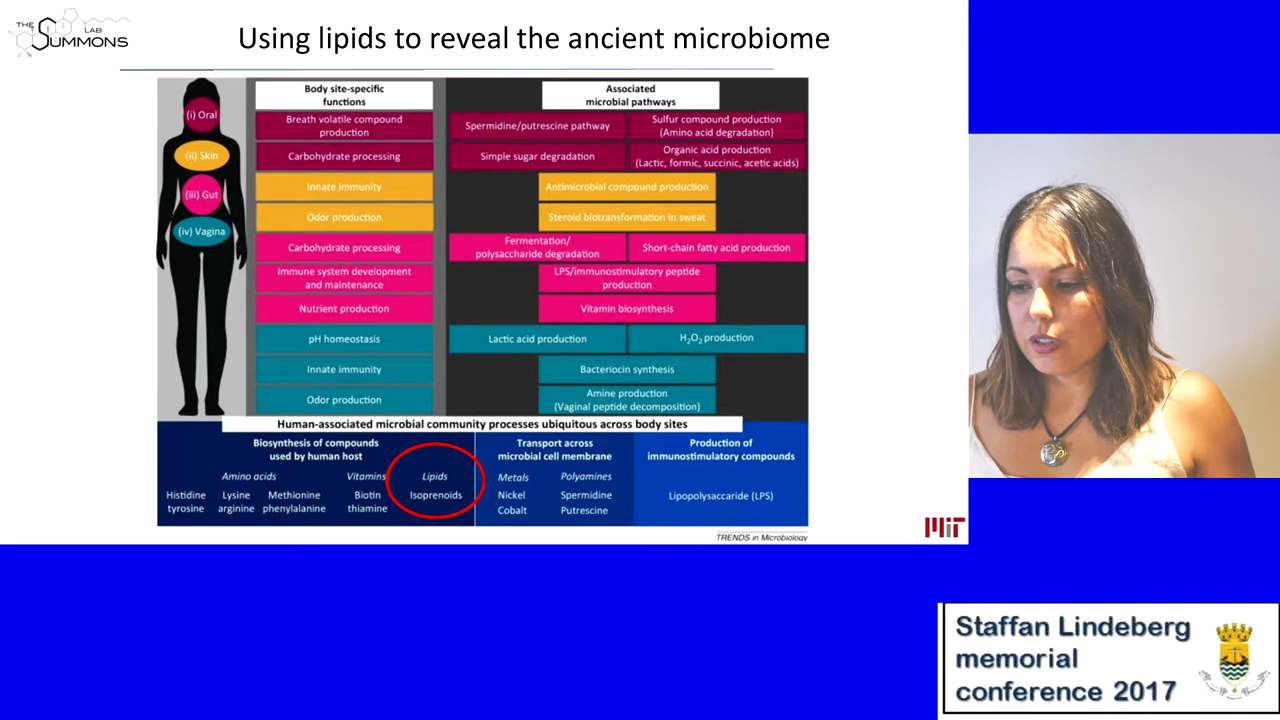 THE
LAB
SUMMONS
Using lipids to reveal the ancient microbiome
Body site-specific
functions
Associated
microbial pathways
(i) Oral
(ii) Skin
(iii) Gut
(iv) Vagina
Breath volatile compound
production
Spermidine/putrescine pathway
Sulfur compound production
(Amino acid degradation)
Carbohydrate processing
Simple sugar degradation
Organic acid production
(Lactic, formic, succinic, acetic acids)
Innate immunity
Antimicrobial compound production
Odor production
Steroid biotransformation in sweat
Carbohydrate processing
Fermentation/
polysaccharide degradation
Short-chain fatty acid production
Immune system development
and maintenance
LPS/immunostimulatory peptide
production
Nutrient production
Vitamin biosynthesis
pH homeostasis
Lactic acid production
H₂O₂ production
Innate immunity
Bacteriocin synthesis
Odor production
Amine production
(Vaginal peptide decomposition)
Human-associated microbial community processes ubiquitous across body sites
Biosynthesis of compounds
used by human host
Amino acids
Vitamins
Lipids
Histidine
tyrosine
Lysine
arginine
Methionine
phenylalanine
Biotin
thiamine
Isoprenoids
Transport across
microbial cell membrane
Metals
Polyamines
Nickel
Cobalt
Spermidine
Putrescine
Production of
immunostimulatory compounds
Lipopolysaccaride (LPS)
TRENDS in Microbiology
MIT
Staffan Lindeberg
memorial
conference 2017